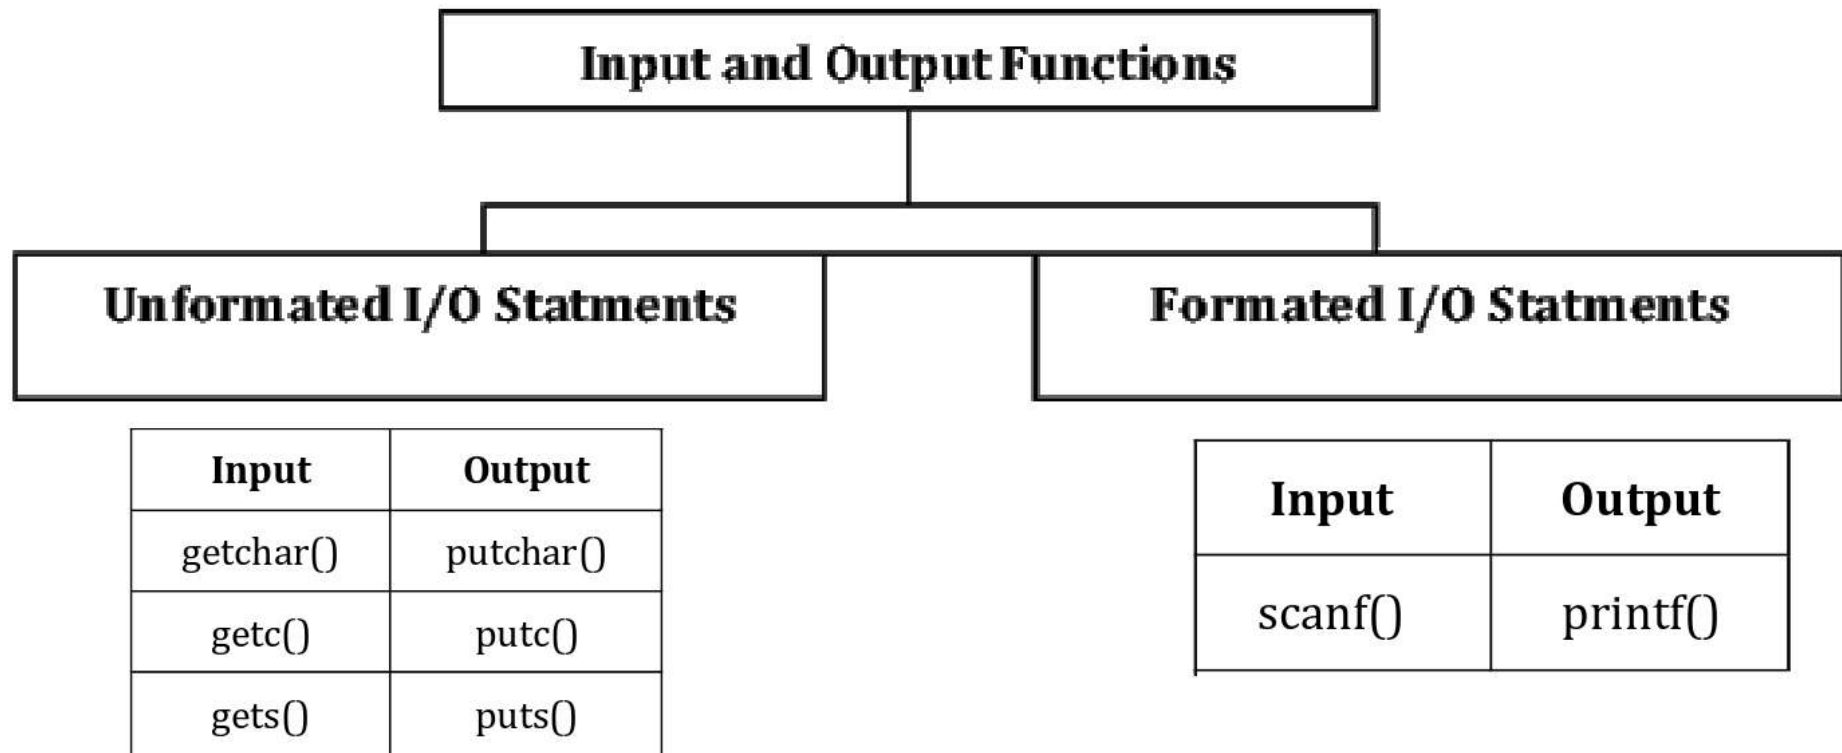 Input and Output Functions
Unformated I/O Statments
Formated I/O Statments
Input Output
getchar() putchar()
getc() putc()
gets() puts()
Input Output
scanf() printf()